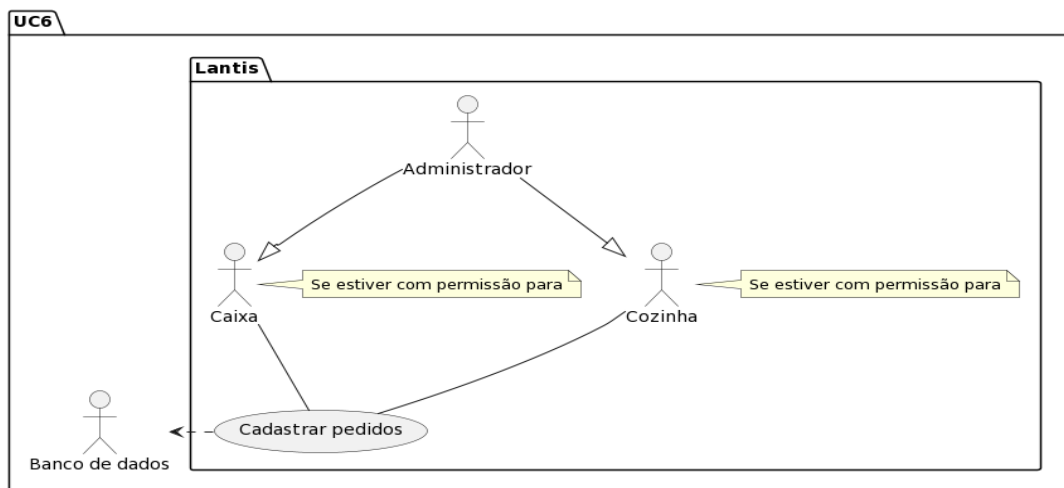 UC6
Lantis
Administrador
Se estiver com permissão para
Se estiver com permissão para
Caixa
Cozinha
Cadastrar pedidos
Banco de dados